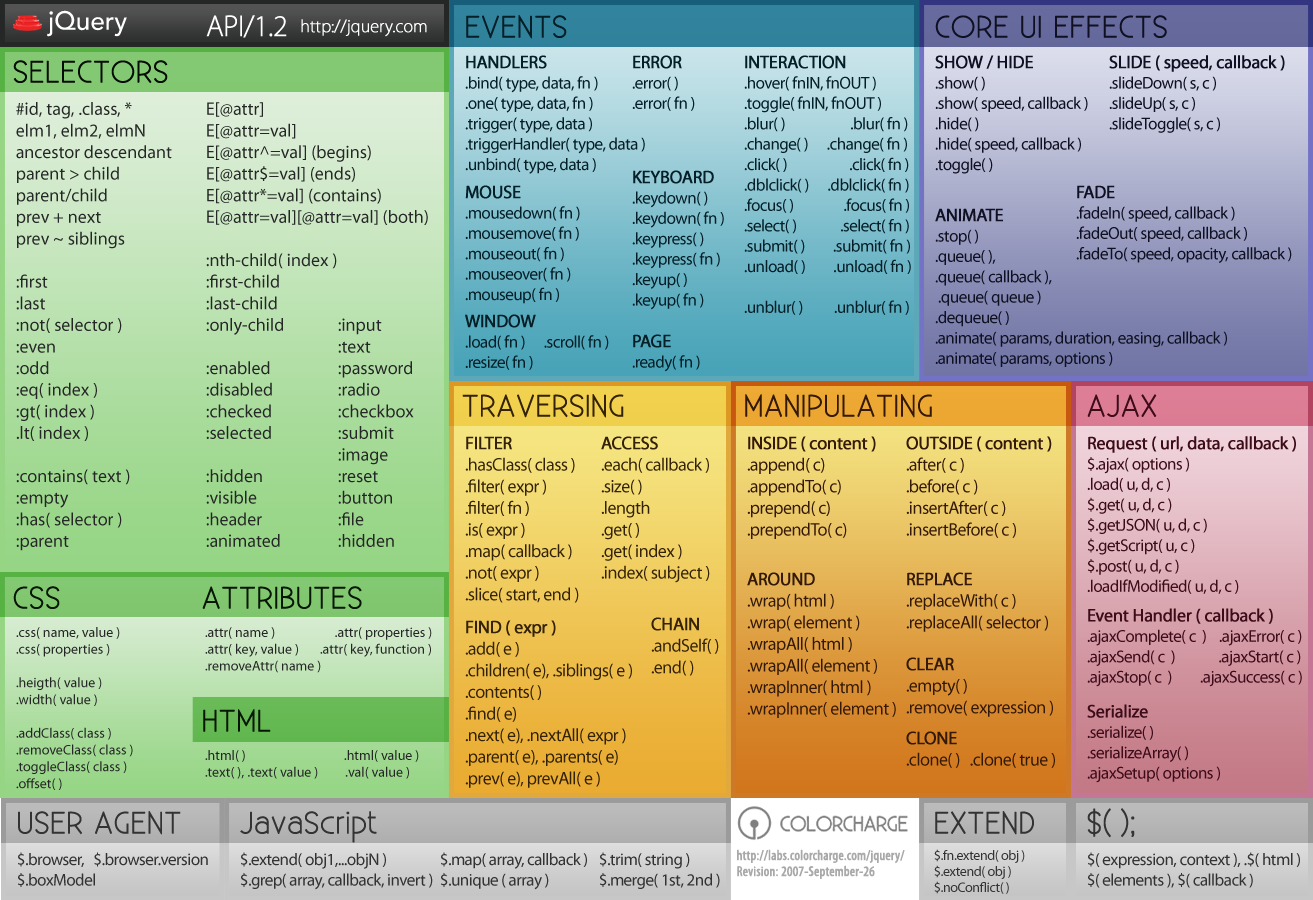 jQuery API/1.2 http://jquery.com
SELECTORS
#id, tag, .class, *
elm1, elm2, elmN
ancestor descendant
parent > child
parent/child
prev + next
prev ~ siblings
:first
:last
:not( selector )
:even
:odd
:eq( index )
:gt( index )
.lt( index )
:contains( text )
:empty
:has( selector )
:parent
E[@attr]
E[@attr=val]
E[@attr^=val] (begins)
E[@attr$=val] (ends)
E[@attr*=val] (contains)
E[@attr=val][@attr=val] (both)
:nth-child( index )
:first-child
:last-child
:only-child
:enabled
:disabled
:checked
:selected
:hidden
:visible
:header
:animated
:input
:text
:password
:radio
:checkbox
:submit
:image
:reset
:button
:file
:hidden
CSS
.css( name, value )
.css( properties )
.heigth( value )
.width( value )
.addClass( class )
.removeClass( class )
.toggleClass( class )
.offset( )
ATTRIBUTES
.attr( name ) .attr( properties )
.attr( key, value ) .attr( key, function )
.removeAttr( name )
HTML
.html( ) .html( value )
.text( ), .text( value ) .val( value )
EVENTS
HANDLERS
.bind( type, data, fn )
.one( type, data, fn )
.trigger( type, data )
.triggerHandler( type, data )
.unbind( type, data )
MOUSE
.mousedown( fn )
.mousemove( fn )
.mouseout( fn )
.mouseover( fn )
.mouseup( fn )
WINDOW
.load( fn ) .scroll( fn )
.resize( fn )
ERROR
.error( )
.error( fn )
KEYBOARD
.keydown( )
.keydown( fn )
.keypress( )
.keypress( fn )
.keyup( )
.keyup( fn )
PAGE
.ready( fn )
INTERACTION
.hover( fnIN, fnOUT )
.toggle( fnIN, fnOUT )
.blur( ) .blur( fn )
.change( ) .change( fn )
.click( ) .click( fn )
.dblclick( ) .dblclick( fn )
.focus( ) .focus( fn )
.select( ) .select( fn )
.submit( ) .submit( fn )
.unload( ) .unload( fn )
.unblur( ) .unblur( fn )
CORE UI EFFECTS
SHOW / HIDE
.show( )
.show( speed, callback )
.hide( )
.hide( speed, callback )
.toggle( )
SLIDE ( speed, callback )
.slideDown( s, c )
.slideUp( s, c )
.slideToggle( s, c )
ANIMATE
.stop( )
.queue( ),
.queue( callback ),
.queue( queue )
.dequeue( )
.animate( params, duration, easing, callback )
.animate( params, options )
FADE
.fadeIn( speed, callback )
.fadeOut( speed, callback )
.fadeTo( speed, opacity, callback )
TRAVERSING
FILTER
.hasClass( class )
.filter( expr )
.filter( fn )
.is( expr )
.map( callback )
.not( expr )
.slice( start, end )
FIND ( expr )
.add( e )
.children( e), .siblings( e )
.contents( )
.find( e)
.next( e), .nextAll( expr )
.parent( e), .parents( e )
.prev( e), prevAll( e )
ACCESS
.each( callback )
.size( )
.length
.get( )
.get( index )
.index( subject )
CHAIN
.andSelf( )
.end( )
MANIPULATING
INSIDE ( content )
.append( c)
.appendTo( c)
.prepend( c)
.prependTo( c)
AROUND
.wrap( html )
.wrap( element )
.wrapAll( html )
.wrapAll( element )
.wrapInner( html )
.wrapInner( element )
OUTSIDE ( content )
.after( c )
.before( c )
.insertAfter( c )
.insertBefore( c )
REPLACE
.replaceWith( c )
.replaceAll( selector )
CLEAR
.empty( )
.remove( expression )
CLONE
.clone( ) .clone( true )
AJAX
Request ( url, data, callback )
$.ajax( options )
.load( u, d, c )
$.get( u, d, c )
$.getJSON( u, d, c )
$.getScript( u, c )
$.post( u, d, c )
.loadIfModified( u, d, c )
Event Handler ( callback )
.ajaxComplete( c ) .ajaxError( c )
.ajaxSend( c ) .ajaxStart( c )
.ajaxStop( c ) .ajaxSuccess( c )
Serialize
.serialize( )
.serializeArray( )
.ajaxSetup( options )
USER AGENT
$.browser, $.browser.version
$.boxModel
JavaScript
$.extend( obj1,...objN ) $.map( array, callback ) $.trim( string )
$.grep( array, callback, invert ) $.unique ( array ) $.merge( 1st, 2nd )
COLORCHARGE
http://labs.colorcharge.com/jquery/
Revision: 2007-September-26
EXTEND
$.fn.extend( obj )
$.extend( obj )
$.noConflict( )
$( );
$( expression, context ), .$( html )
$( elements ), $( callback )